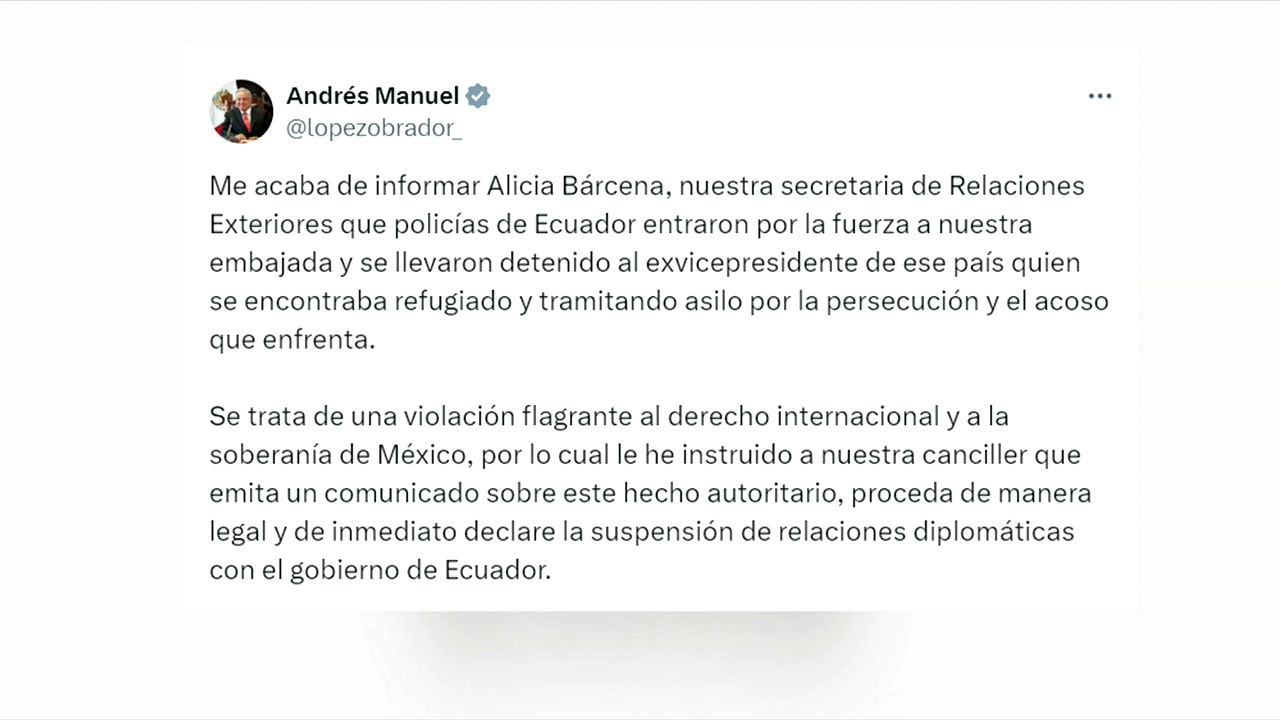 Andrés Manuel
@lopezobrador_
Me acaba de informar Alicia Bárcena, nuestra secretaria de Relaciones
Exteriores que policías de Ecuador entraron por la fuerza a nuestra
embajada y se llevaron detenido al exvicepresidente de ese país quien
se encontraba refugiado y tramitando asilo por la persecución y el acoso
que enfrenta.
Se trata de una violación flagrante al derecho internacional y a la
soberanía de México, por lo cual le he instruido a nuestra canciller que
emita un comunicado sobre este hecho autoritario, proceda de manera
legal y de inmediato declare la suspensión de relaciones diplomáticas
con el gobierno de Ecuador.